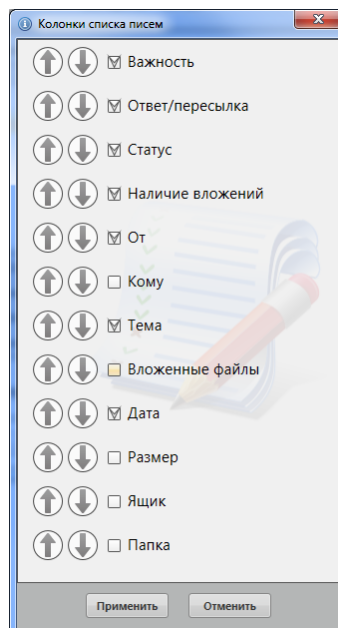 Колонки списка писем
Важность
Ответ/пересылка
Статус
Наличие вложений
От
Кому
Тема
Вложенные файлы
Дата
Размер
Ящик
Папка
Применить Отменить